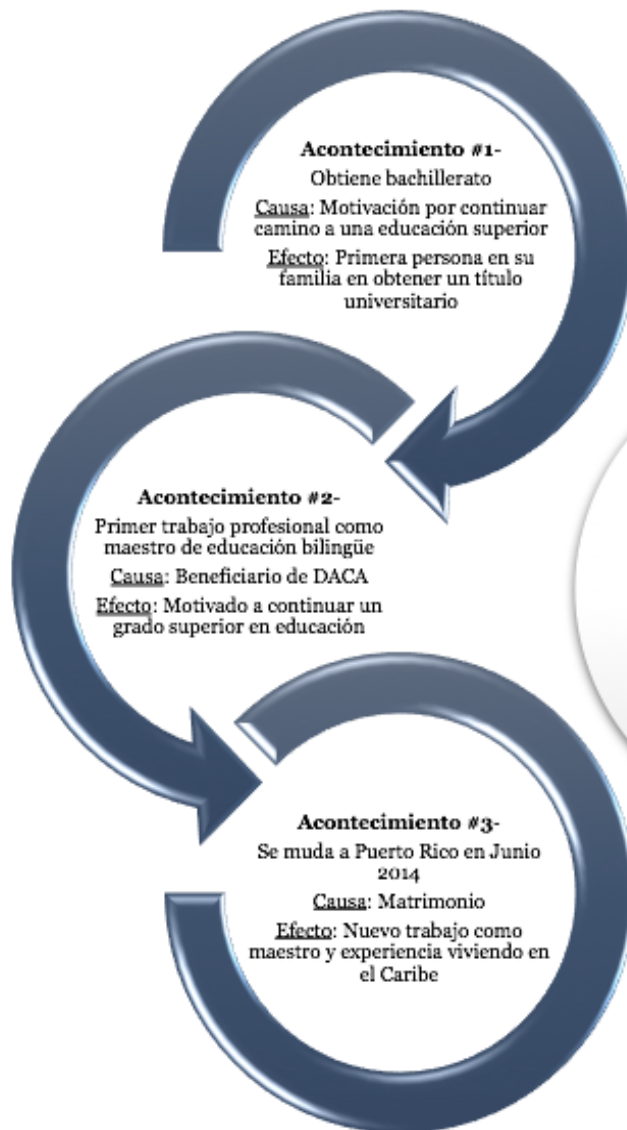 Acontecimiento #1-
Obtiene bachillerato
Causa: Motivación por continuar
camino a una educación superior
Efecto: Primera persona en su
familia en obtener un título
universitario
Acontecimiento #2-
Primer trabajo profesional como
maestro de educación bilingüe
Causa: Beneficiario de DACA
Efecto: Motivado a continuar un
grado superior en educación
Acontecimiento #3-
Se muda a Puerto Rico en Junio
2014
Causa: Matrimonio
Efecto: Nuevo trabajo como
maestro y experiencia viviendo en
el Caribe